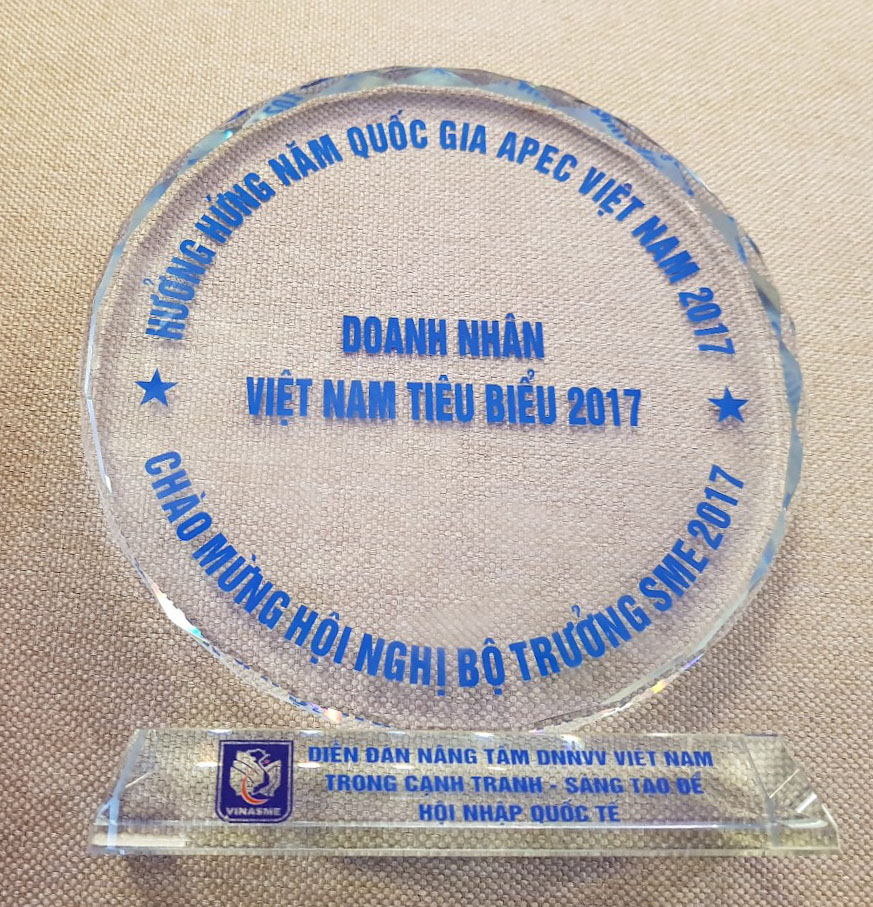 HƯỞNG HỨNG NĂM QUỐC GIA APEC VIỆT NAM 2017
DOANH NHÂN
VIỆT NAM TIÊU BIỂU 2017
CHÀO MỪNG HỘI NGHỊ BỘ TRƯỞNG SME 2017
DIỄN ĐÀN NÂNG TẦM DNNVV VIỆT NAM
TRONG CẠNH TRANH - SÁNG TẠO ĐỂ
HỘI NHẬP QUỐC TẾ
VINASME